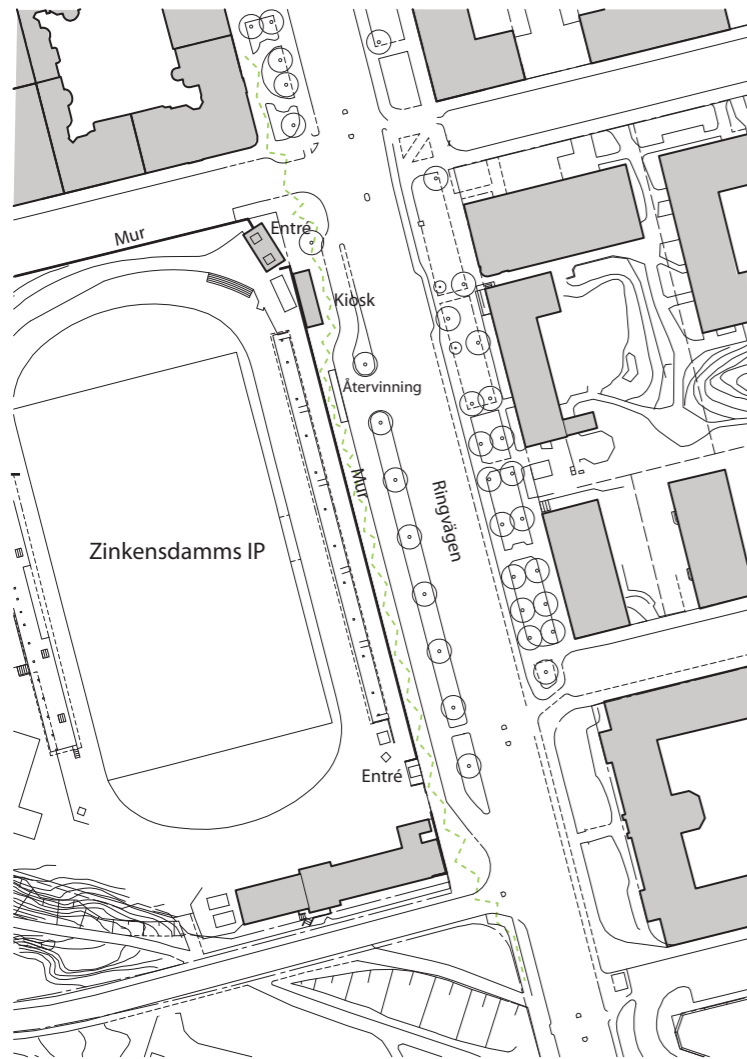 Mur
Entré
Kiosk
Återvinning
Mur
Ringvägen
Zinkensdamms IP
Entré